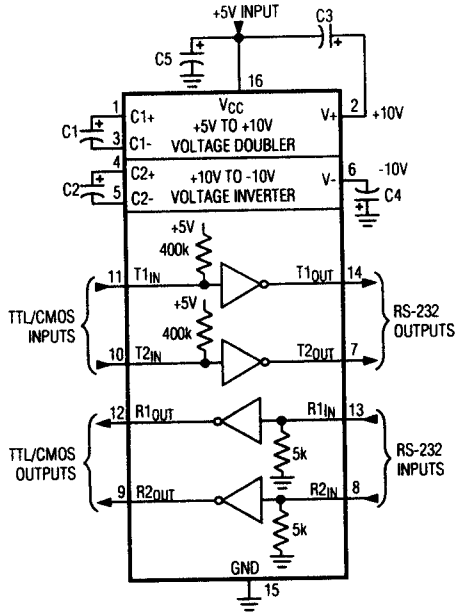 +5V INPUT
C3
C5
16
1
C1+
VCC
V+
2
+10V
C1
3
C1-
+5V TO +10V
VOLTAGE DOUBLER
4
C2+
+10V TO -10V
V-
6
-10V
C2
5
C2-
VOLTAGE INVERTER
C4
+5V
400k
11
T1IN
T1OUT
14
TTL/CMOS
INPUTS
+5V
400k
RS-232
OUTPUTS
10
T2IN
T2OUT
7
12
R1OUT
R1IN
13
TTL/CMOS
OUTPUTS
5k
RS-232
INPUTS
9
R2OUT
R2IN
8
5k
GND
15